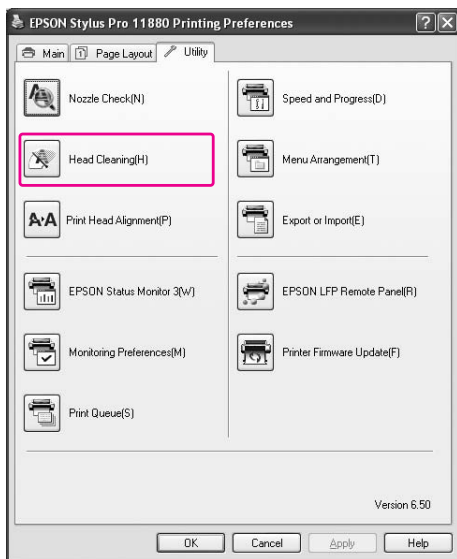 EPSON Stylus Pro 11880 Printing Preferences
Main Page Layout Utility
Nozzle Check(N)
Speed and Progress(D)
Head Cleaning(H)
Menu Arrangement(T)
A·A Print Head Alignment(P)
Export or Import(E)
EPSON Status Monitor 3(W)
EPSON LFP Remote Panel(R)
Monitoring Preferences(M)
Printer Firmware Update(F)
Print Queue(S)
Version 6.50
OK Cancel Apply Help